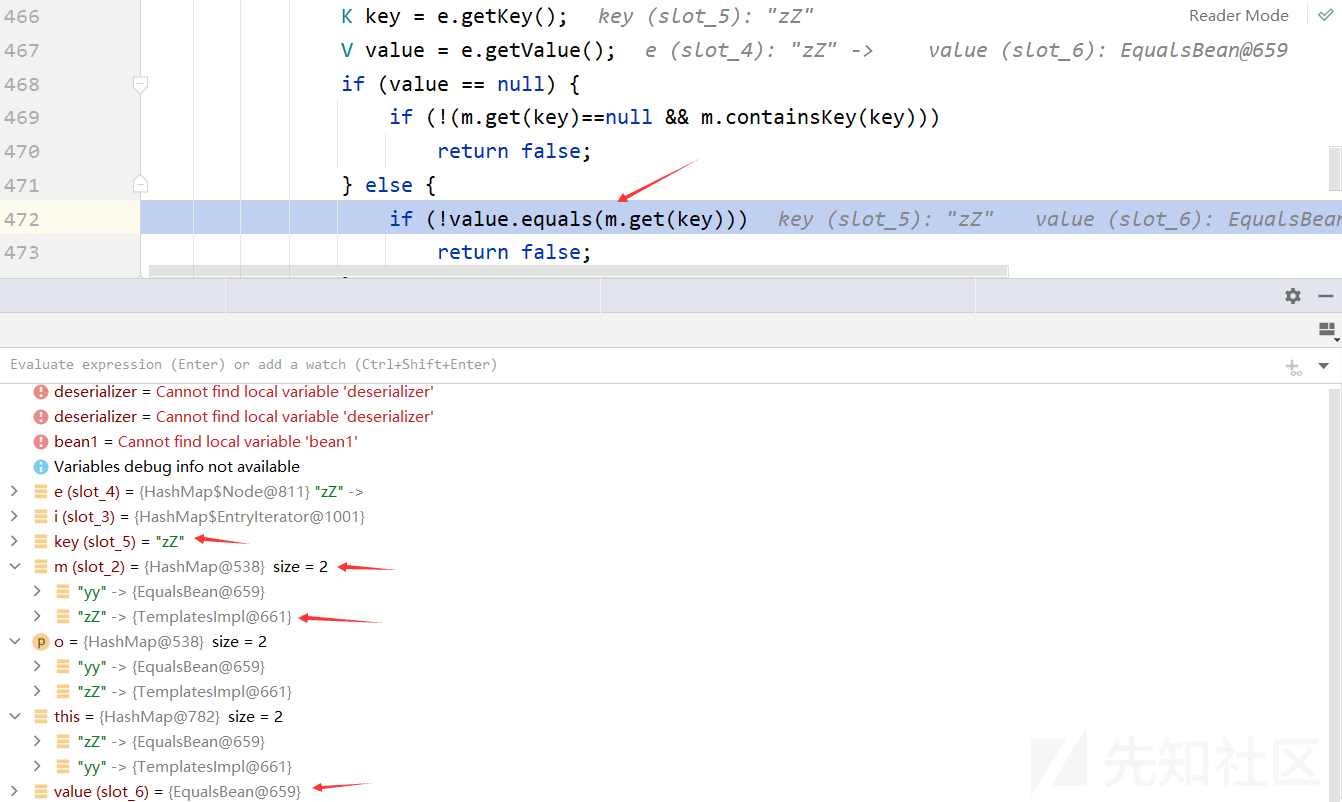 466 K key = e.getKey(); key (slot_5): "zZ" Reader Mode
467 V value = e.getValue(); e (slot_4): "zZ" -> value (slot_6): EqualsBean@659
468 if (value == null) {
469 if (!(m.get(key)==null && m.containsKey(key)))
470 return false;
471 } else {
472 if (!value.equals(m.get(key))) key (slot_5): "zZ" value (slot_6): EqualsBean
473 return false;
Evaluate expression (Enter) or add a watch (Ctrl+Shift+Enter)
deserializer = Cannot find local variable 'deserializer'
deserializer = Cannot find local variable 'deserializer'
bean1 = Cannot find local variable 'bean1'
Variables debug info not available
e (slot_4) = {HashMap$Node@811} "zZ" ->
i (slot_3) = {HashMap$EntryIterator@1001}
key (slot_5) = "zZ"
m (slot_2) = {HashMap@538} size = 2
"yy" -> {EqualsBean@659}
"zZ" -> {TemplatesImpl@661}
p o = {HashMap@538} size = 2
"yy" -> {EqualsBean@659}
"zZ" -> {TemplatesImpl@661}
this = {HashMap@782} size = 2
"zZ" -> {EqualsBean@659}
"yy" -> {TemplatesImpl@661}
value (slot_6) = {EqualsBean@659}
先知社区